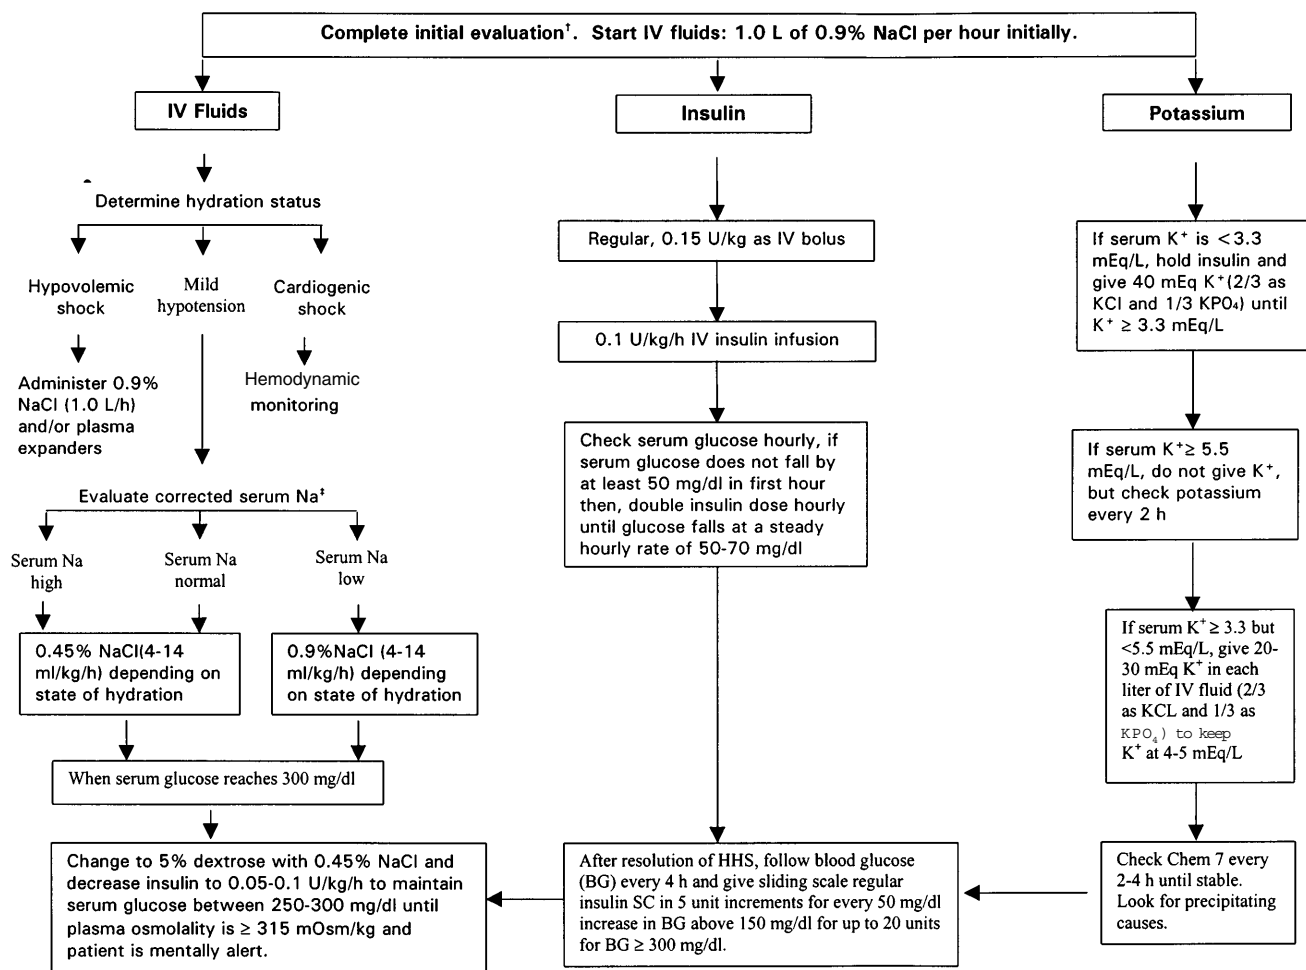 Complete initial evaluation†. Start IV fluids: 1.0 L of 0.9% NaCl per hour initially.
IV Fluids
Determine hydration status
Hypovolemic
shock
Mild
hypotension
Cardiogenic
shock
Administer 0.9%
NaCl (1.0 L/h)
and/or plasma
expanders
Hemodynamic
monitoring
Evaluate corrected serum Na‡
Serum Na
high
Serum Na
normal
Serum Na
low
0.45% NaCl(4-14
ml/kg/h) depending on
state of hydration
0.9%NaCl (4-14
ml/kg/h) depending
on state of hydration
When serum glucose reaches 300 mg/dl
Change to 5% dextrose with 0.45% NaCl and
decrease insulin to 0.05-0.1 U/kg/h to maintain
serum glucose between 250-300 mg/dl until
plasma osmolality is ≥ 315 mOsm/kg and
patient is mentally alert.
Insulin
Regular, 0.15 U/kg as IV bolus
0.1 U/kg/h IV insulin infusion
Check serum glucose hourly, if
serum glucose does not fall by
at least 50 mg/dl in first hour
then, double insulin dose hourly
until glucose falls at a steady
hourly rate of 50-70 mg/dl
After resolution of HHS, follow blood glucose
(BG) every 4 h and give sliding scale regular
insulin SC in 5 unit increments for every 50 mg/dl
increase in BG above 150 mg/dl for up to 20 units
for BG ≥ 300 mg/dl.
Potassium
If serum K⁺ is <3.3
mEq/L, hold insulin and
give 40 mEq K⁺(2/3 as
KCl and 1/3 KPO₄) until
K⁺ ≥ 3.3 mEq/L
If serum K⁺≥ 5.5
mEq/L, do not give K⁺,
but check potassium
every 2 h
If serum K⁺ ≥ 3.3 but
<5.5 mEq/L, give 20-
30 mEq K⁺ in each
liter of IV fluid (2/3
as KCL and 1/3 as
KPO₄) to keep
K⁺ at 4-5 mEq/L
Check Chem 7 every
2-4 h until stable.
Look for precipitating
causes.